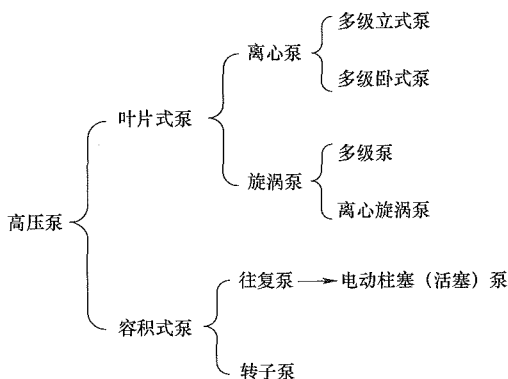 多级立式泵
离心泵
多级卧式泵
叶片式泵
多级泵
旋涡泵
离心旋涡泵
高压泵
往复泵
电动柱塞（活塞）泵
容积式泵
转子泵